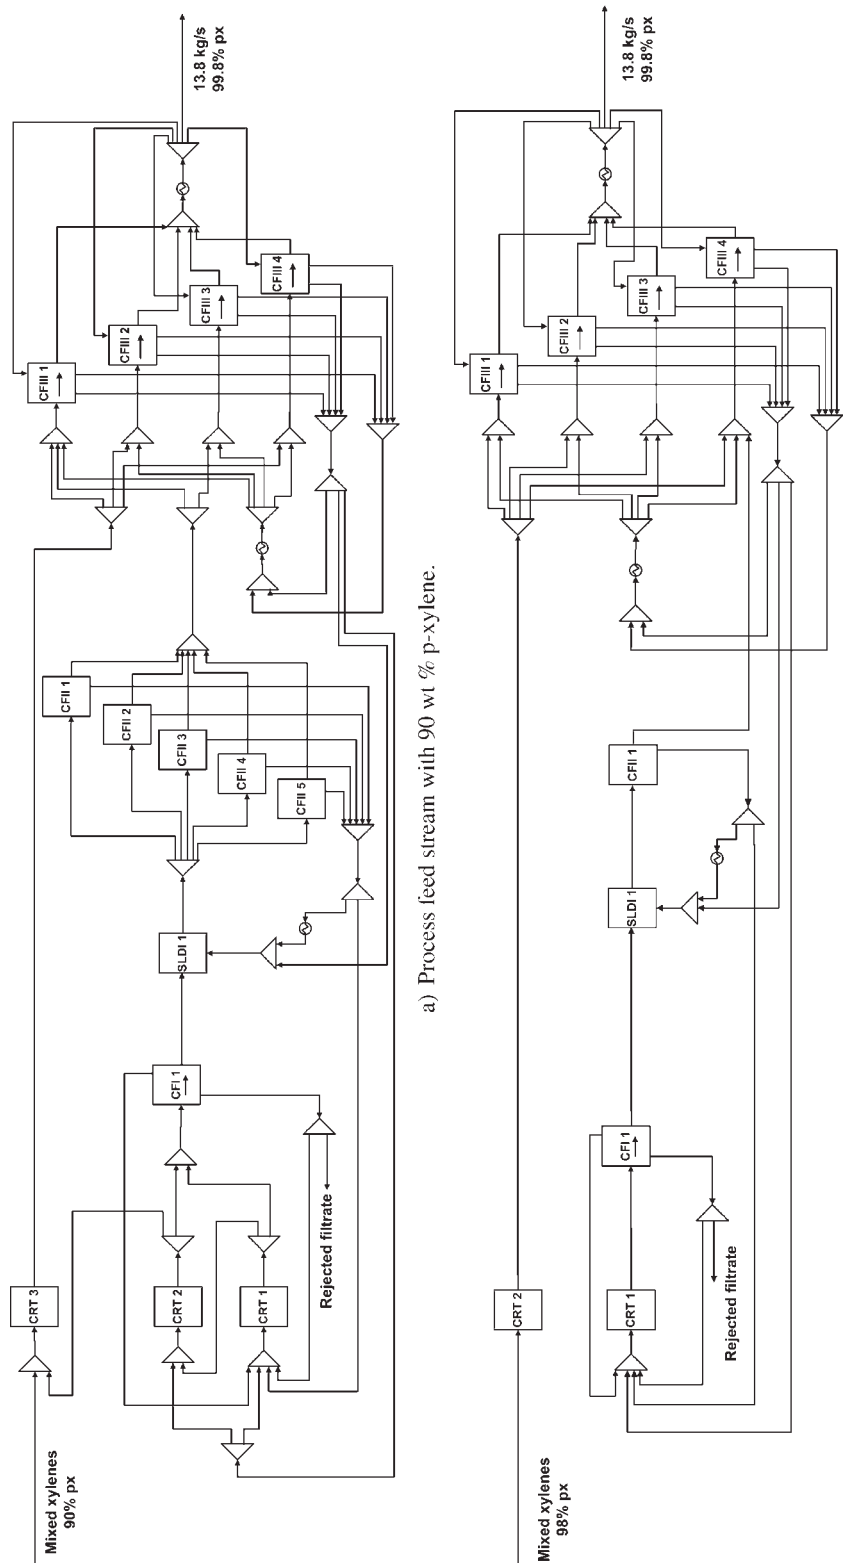 Mixed xylenes
90% px
CRT 3
CRT 2
CRT 1
Rejected filtrate
CFI 1
SLDI 1
CFII 1
CFII 2
CFII 3
CFII 4
CFII 5
CFIII 1
CFIII 2
CFIII 3
CFIII 4
13.8 kg/s
99.8% px
a) Process feed stream with 90 wt % p-xylene.
Mixed xylenes
98% px
CRT 2
CRT 1
Rejected filtrate
CFI 1
SLDI 1
CFII 1
CFIII 1
CFIII 2
CFIII 3
CFIII 4
13.8 kg/s
99.8% px